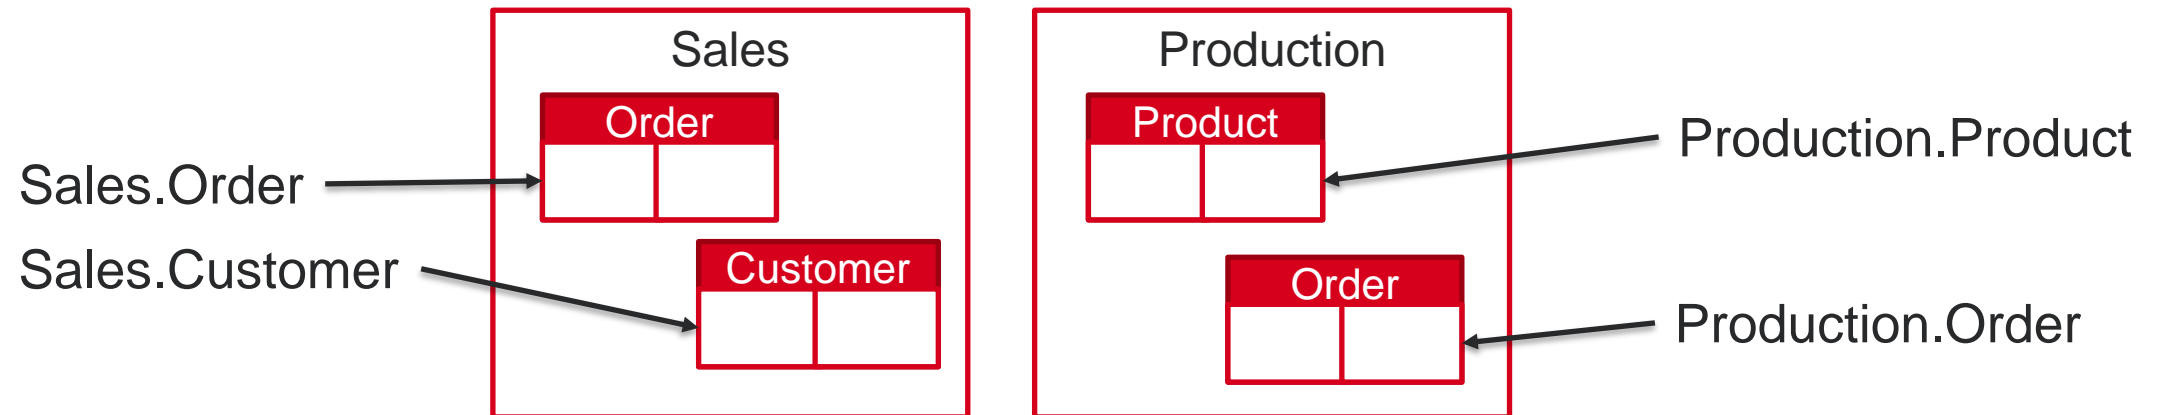 Sales
Production
Order
Product
Production.Product
Sales.Order
Sales.Customer
Customer
Order
Production.Order